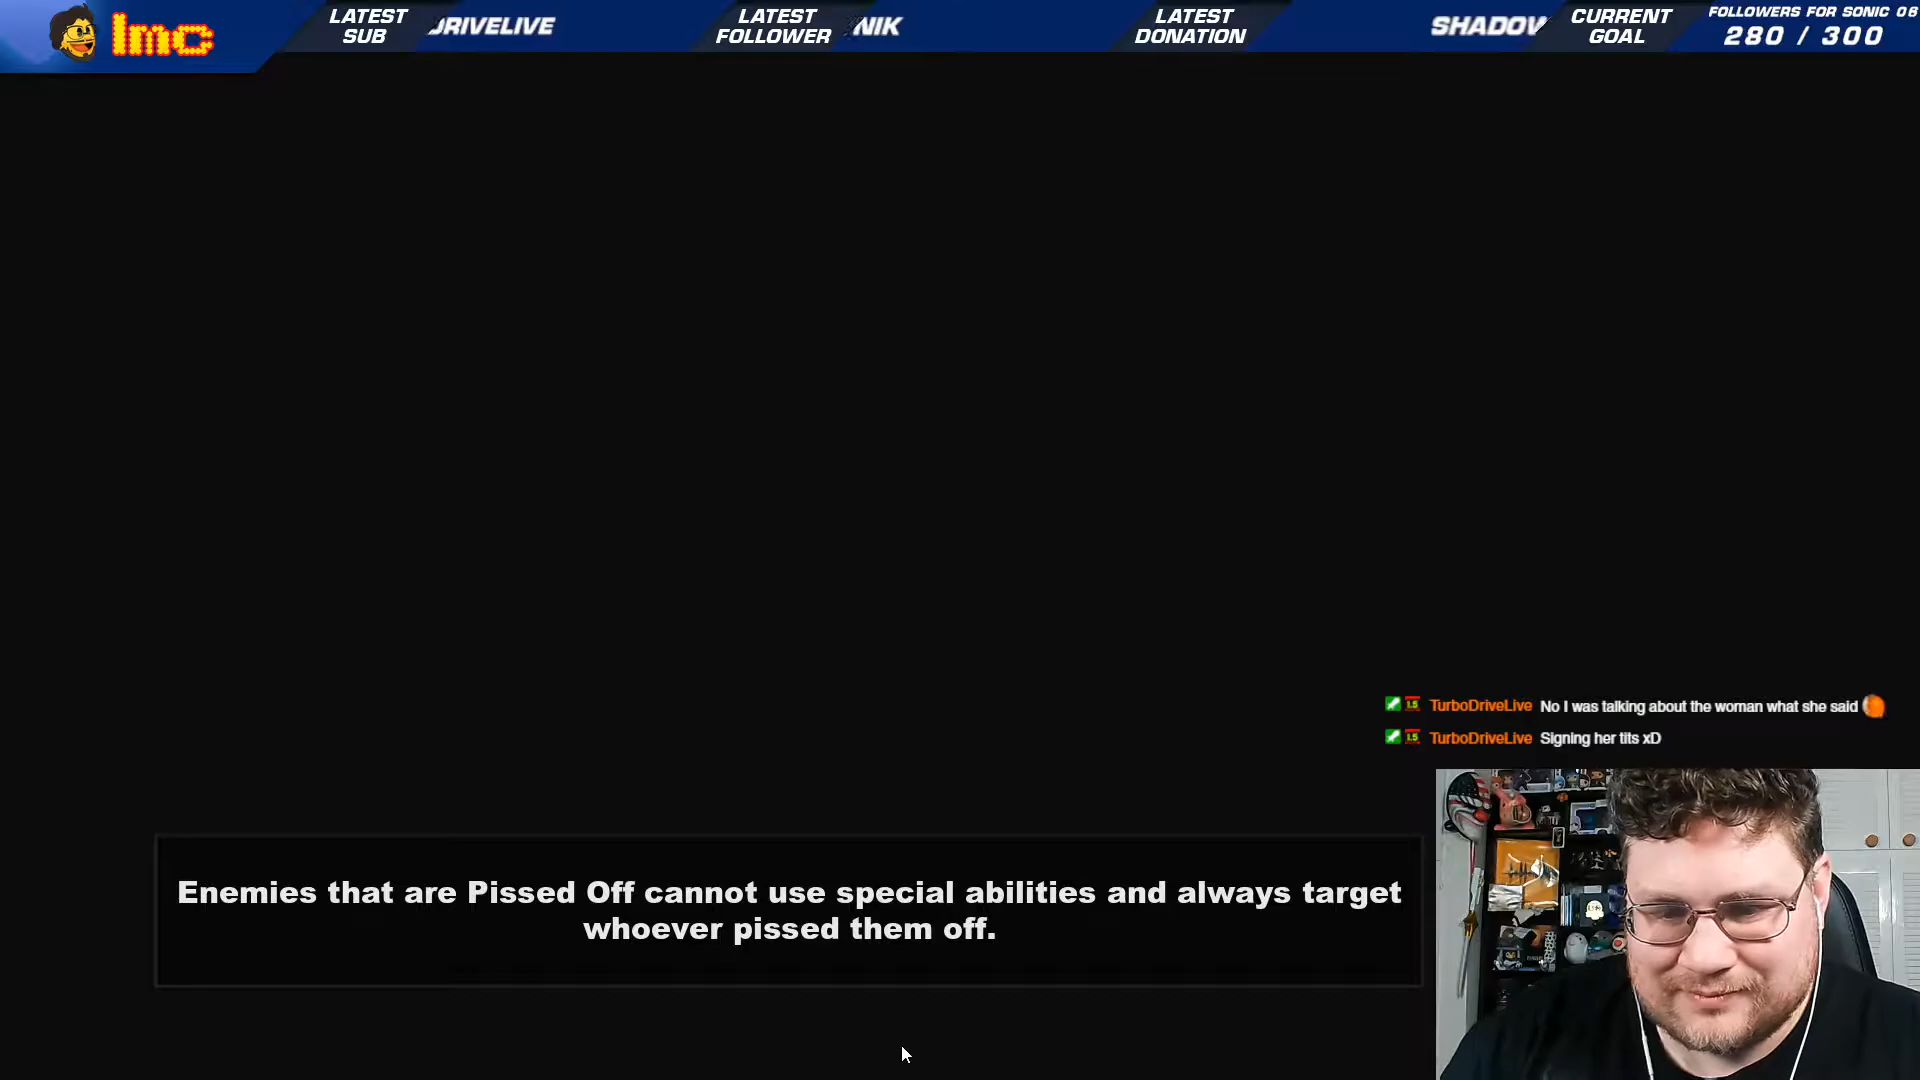 lmc
LATEST
SUB
DRIVELIVE
LATEST
FOLLOWER
NIK
LATEST
DONATION
SHADOW
CURRENT
GOAL
FOLLOWERS FOR SONIC 06
280 / 300
TurboDriveLive No I was talking about the woman what she said
TurboDriveLive Signing her tits xD
Enemies that are Pissed Off cannot use special abilities and always target
whoever pissed them off.